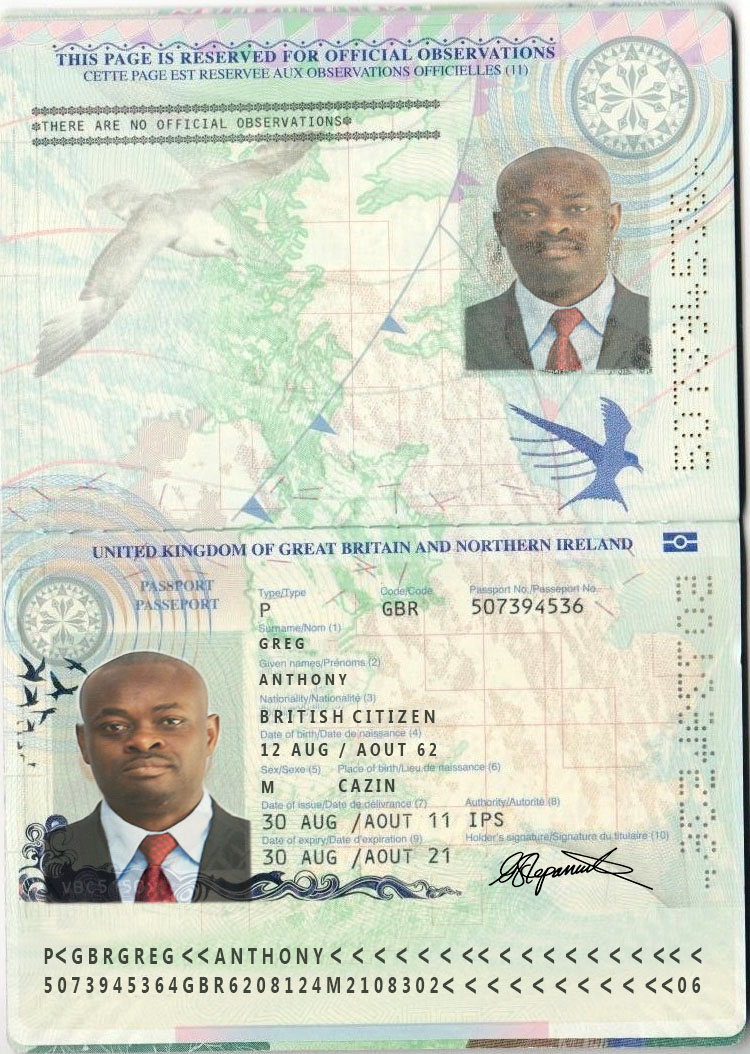 THIS PAGE IS RESERVED FOR OFFICIAL OBSERVATIONS
CETTE PAGE EST RESERVEE AUX OBSERVATIONS OFFICIELLES (11)
*THERE ARE NO OFFICIAL OBSERVATIONS*
UNITED KINGDOM OF GREAT BRITAIN AND NORTHERN IRELAND
PASSPORT
PASSEPORT
Type/Type Code/Code Passport No./Passeport No.
P GBR 507394536
Surname/Nom (1)
GREG
Given names/Prénoms (2)
ANTHONY
Nationality/Nationalité (3)
BRITISH CITIZEN
Date of birth/Date de naissance (4)
12 AUG / AOUT 62
Sex/Sexe (5) Place of birth/Lieu de naissance (6)
M CAZIN
Date of issue/Date de délivrance (7) Authority/Autorité (8)
30 AUG /AOUT 11 IPS
Date of expiry/Date d'expiration (9) Holder's signature/Signature du titulaire (10)
30 AUG /AOUT 21
P<GBRGREG<<ANTHONY<<<<<<<<<<<<<<<<<<<
5073945364GBR6208124M2108302<<<<<<<<<<<<06